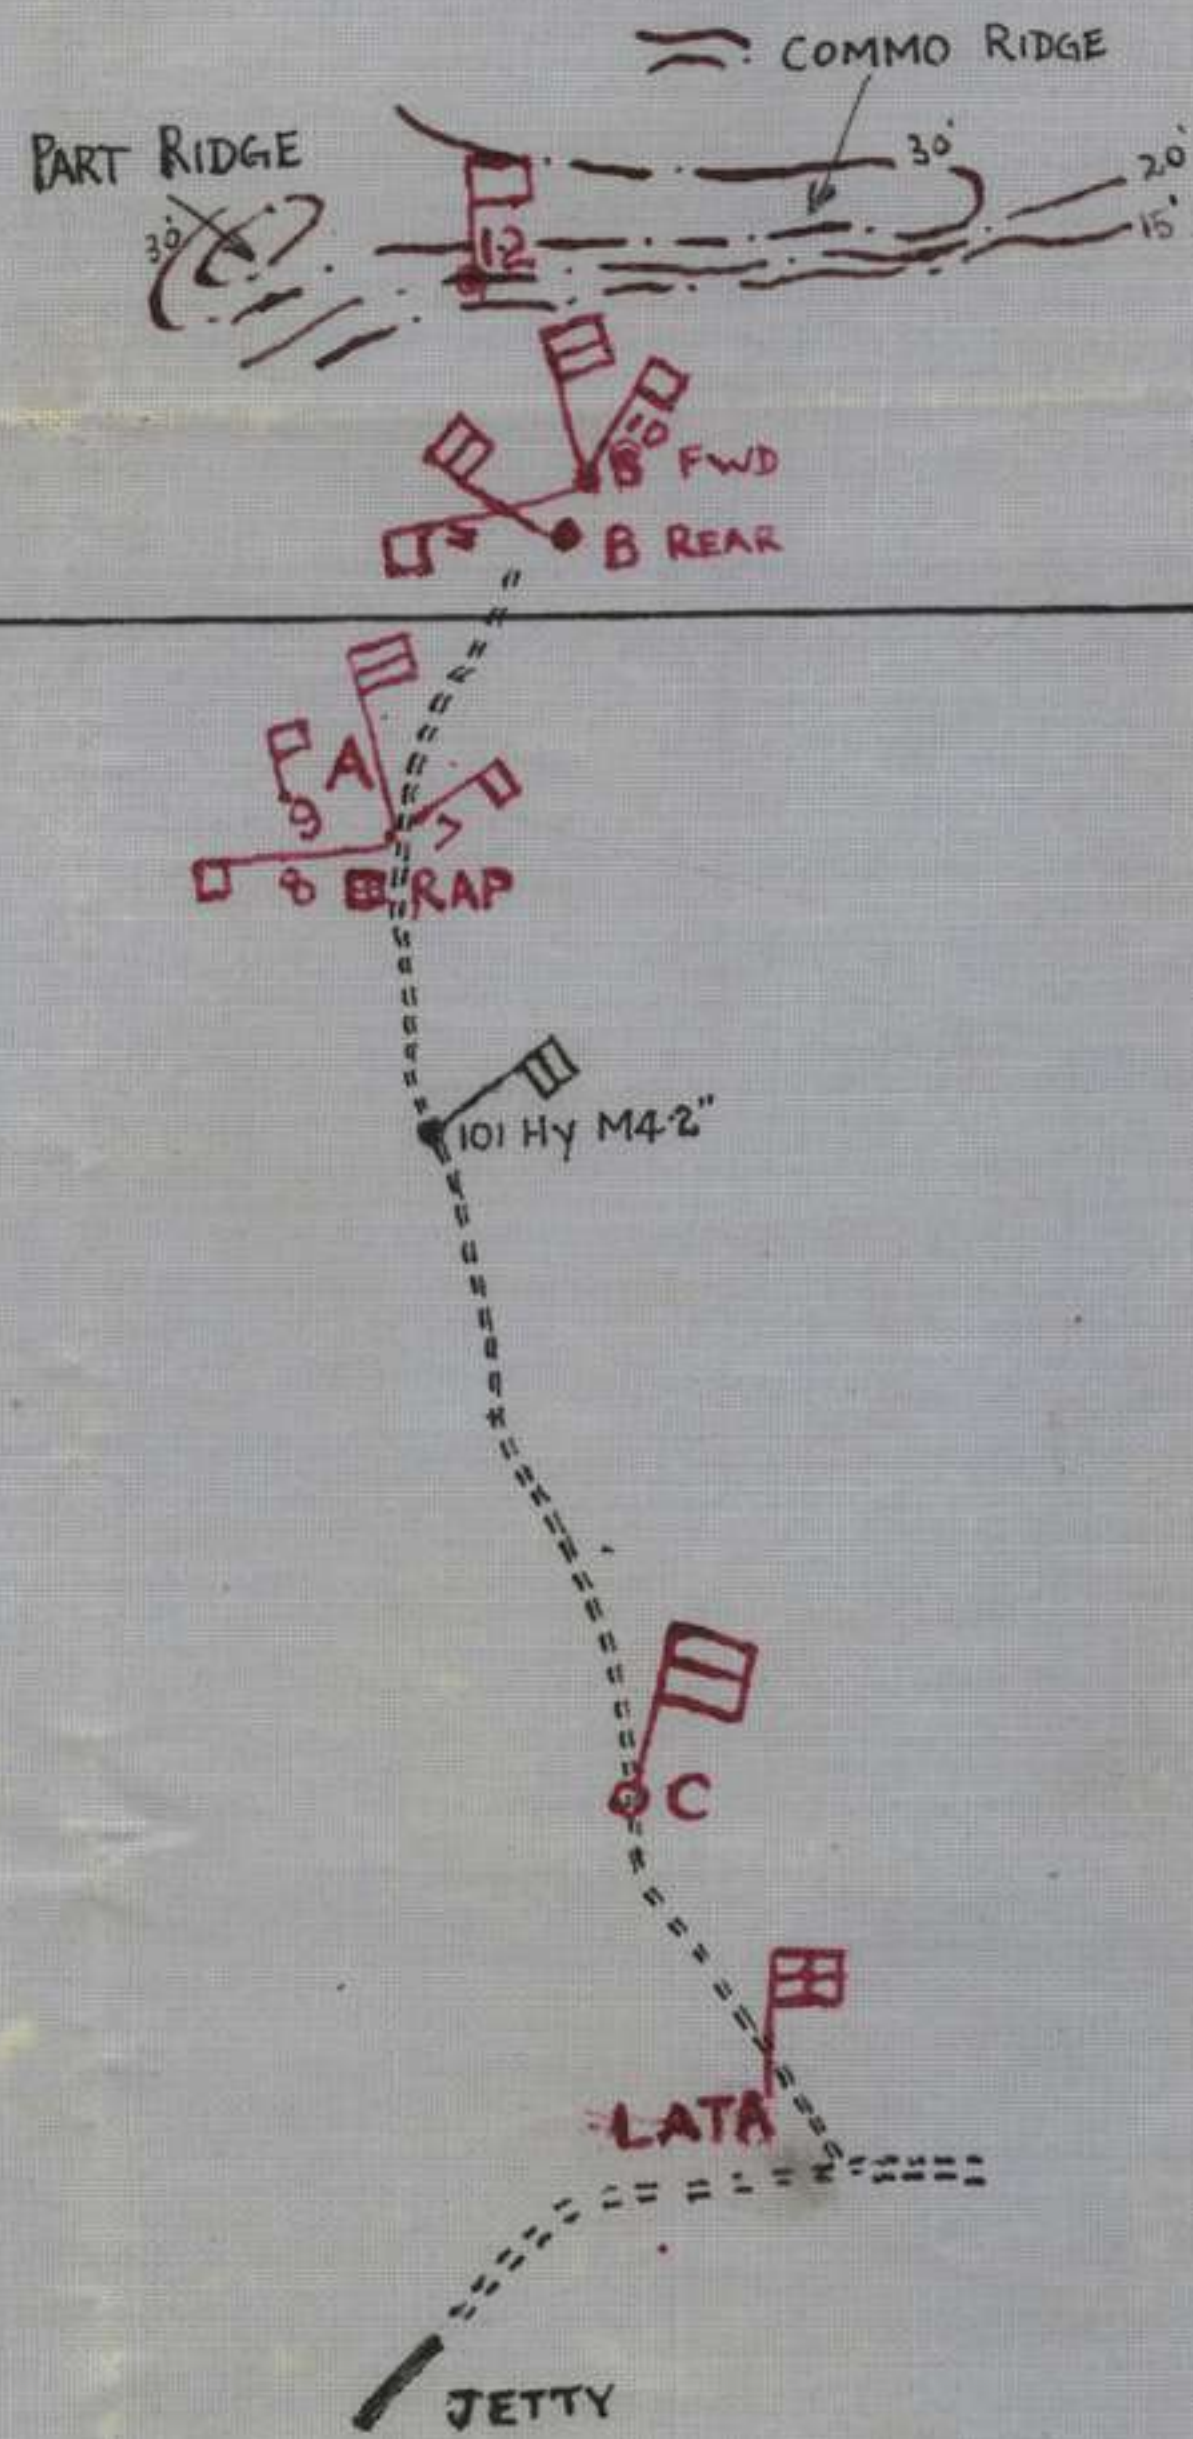 COMMO RIDGE
PART RIDGE
30'
20'
15'
30'
12
10
B FWD
B REAR
A
9
7
8
RAP
101 Hy M4·2"
C
LATA
JETTY